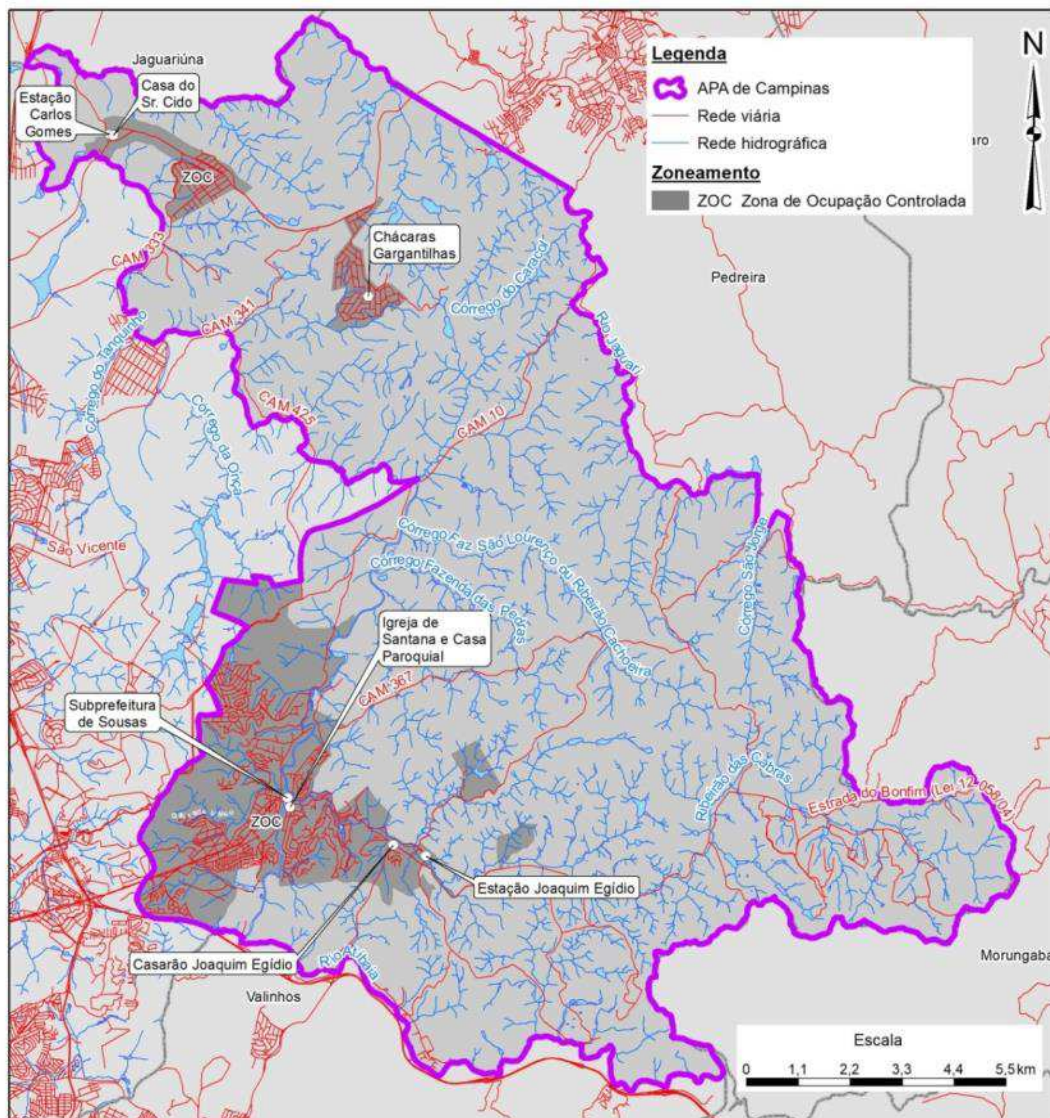 Jaguariúna
Casa do
Sr. Cido
Estação
Carlos
Gomes
ZOC
Chácaras
Gargantilhas
CAM 333
CAM 341
Córrego do Tanquinho
Córrego da Onça
CAM 425
CAM 10
Córrego do Caracol
Rio Jaguari
Pedreira
aro
Legenda
APA de Campinas
Rede viária
Rede hidrográfica
Zoneamento
ZOC Zona de Ocupação Controlada
N
São Vicente
Córrego Faz São Lourenço ou Ribeirão Cachoeira
Córrego Fazenda das Pedras
Córrego São Jorge
Igreja de
Santana e Casa
Paroquial
CAM 367
Subprefeitura
de Sousas
ZOC
Ribeirão das Cabras
Estrada do Bonfim (Lei 12.058/04)
Estação Joaquim Egídio
Casarão Joaquim Egídio
Rio Atibaia
Valinhos
Morungaba
Escala
0 1,1 2,2 3,3 4,4 5,5 km